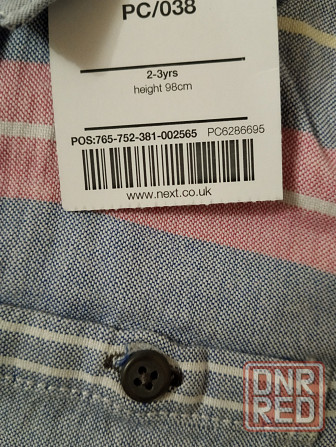 PC/038
2-3yrs
height 98cm
POS:765-752-381-002565 PC6286695
www.next.co.uk
DNR
RED